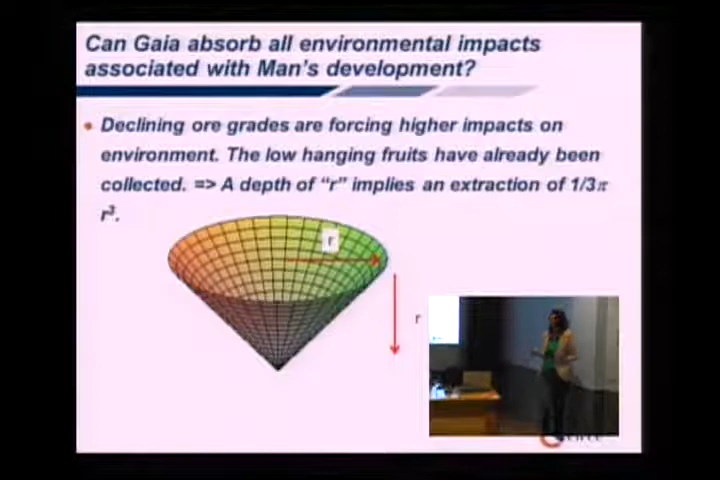 Can Gaia absorb all environmental impacts
associated with Man's development?
• Declining ore grades are forcing higher impacts on
environment. The low hanging fruits have already been
collected. => A depth of “r” implies an extraction of 1/3π
r³.
r
r